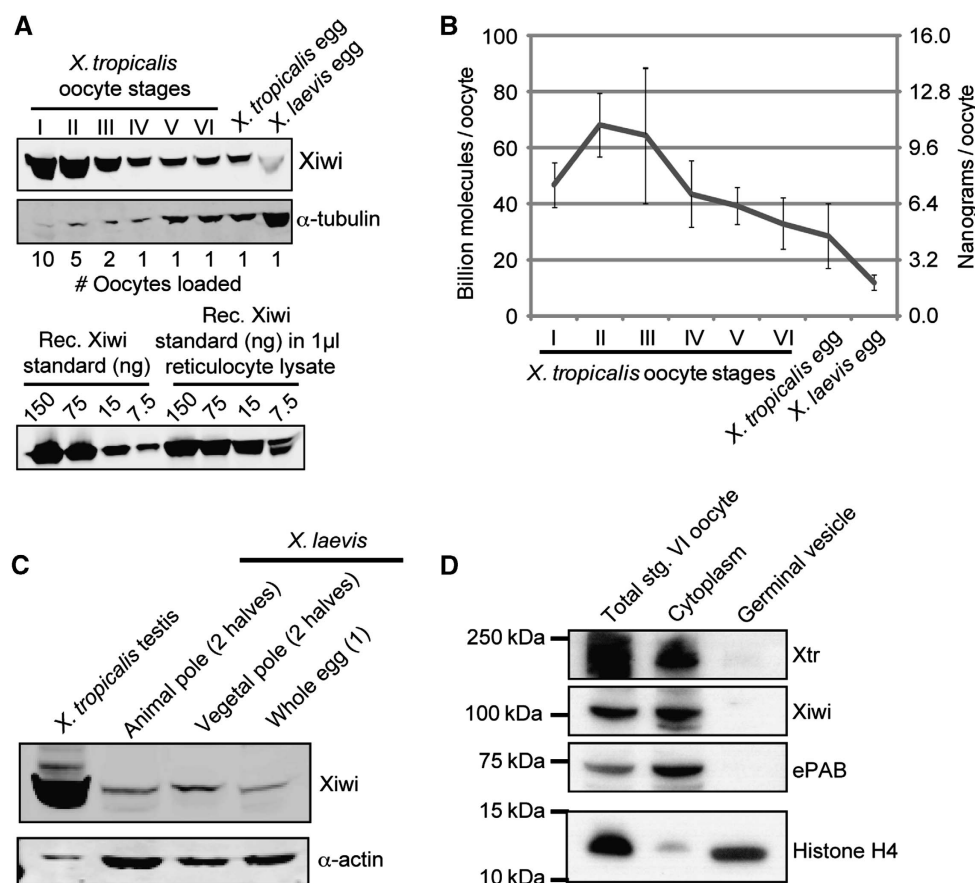 A
X. tropicalis
oocyte stages
X. tropicalis egg
X. laevis egg
I II III IV V VI
Xiwi
α-tubulin
10 5 2 1 1 1 1 1
# Oocytes loaded
Rec. Xiwi
standard (ng)
Rec. Xiwi
standard (ng) in 1µl
reticulocyte lysate
150 75 15 7.5 150 75 15 7.5
B
Billion molecules / oocyte
100
80
60
40
20
0
Nanograms / oocyte
16.0
12.8
9.6
6.4
3.2
0.0
I II III IV V VI
X. tropicalis oocyte stages
X. tropicalis egg
X. laevis egg
C
X. laevis
X. tropicalis testis
Animal pole (2 halves)
Vegetal pole (2 halves)
Whole egg (1)
Xiwi
α-actin
D
Total stg. VI oocyte
Cytoplasm
Germinal vesicle
250 kDa
Xtr
100 kDa
Xiwi
75 kDa
ePAB
15 kDa
Histone H4
10 kDa